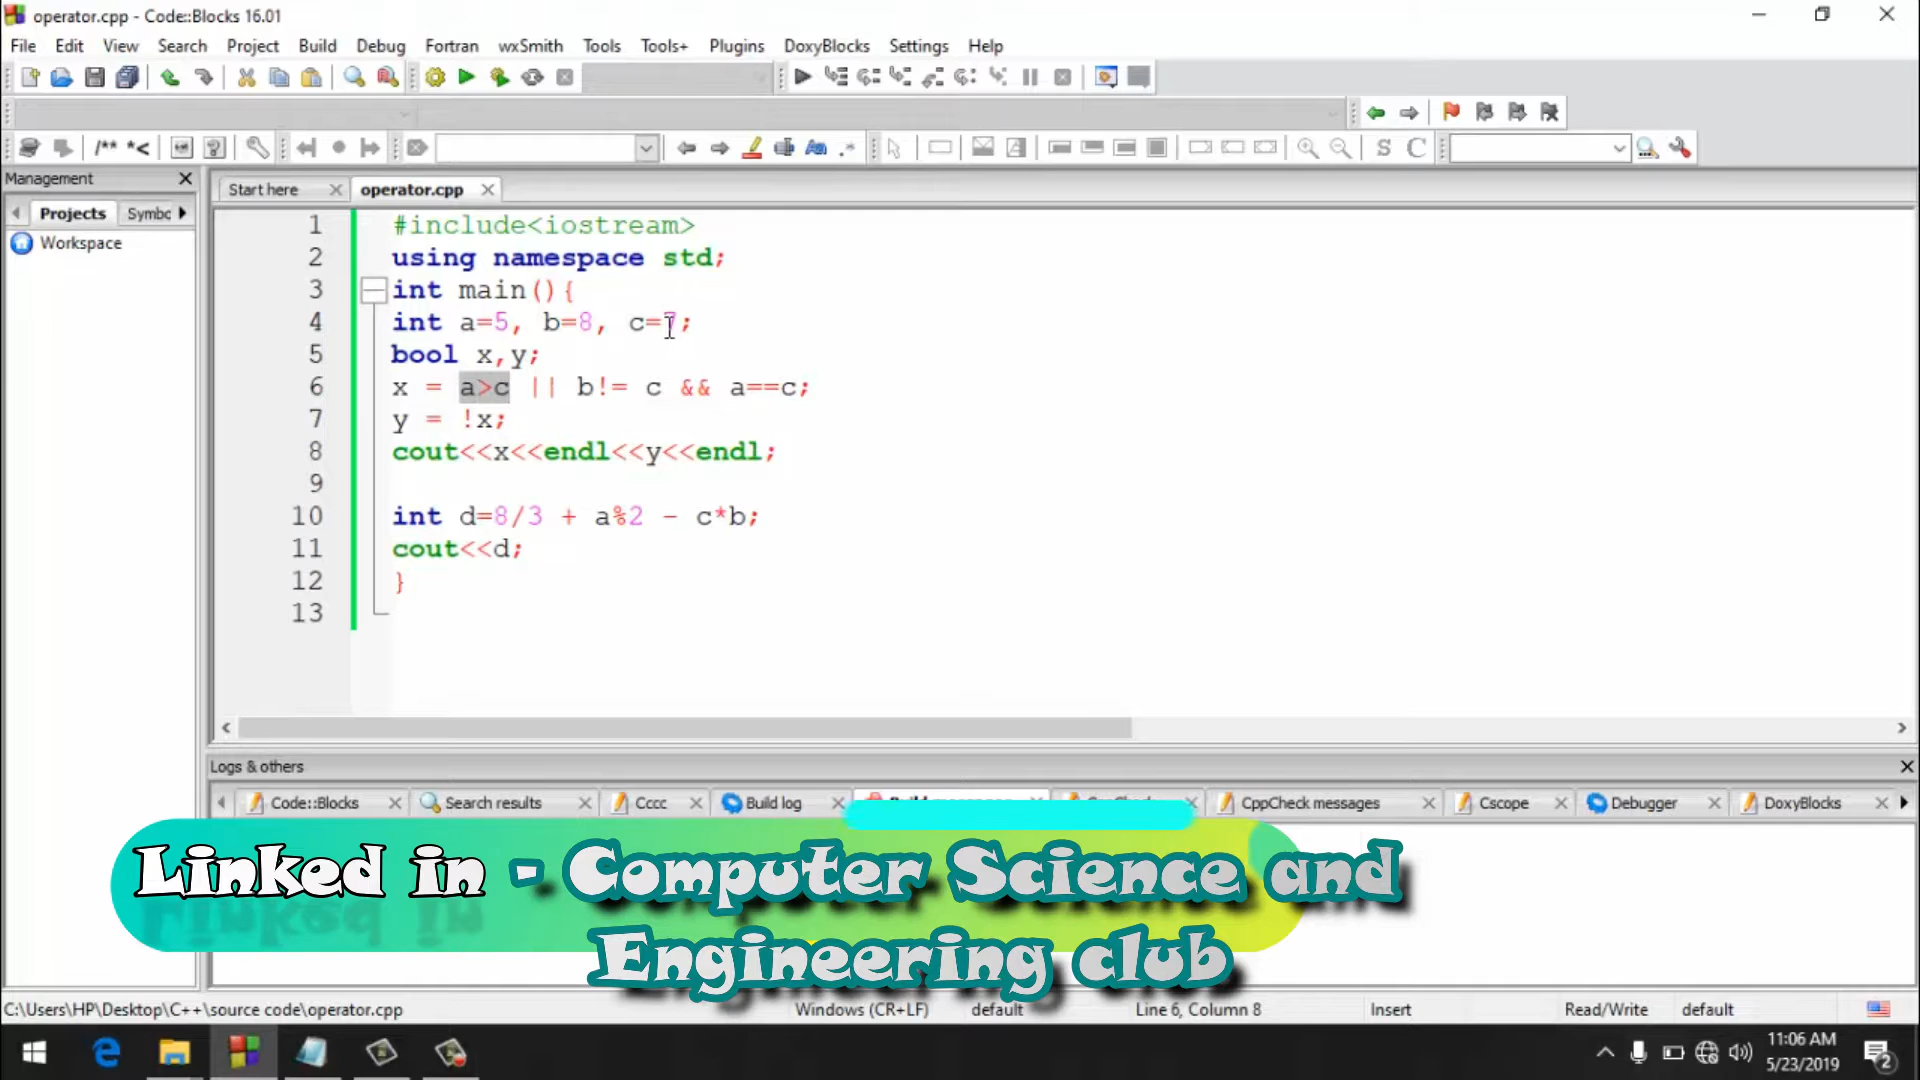 operator.cpp - Code::Blocks 16.01
File Edit View Search Project Build Debug Fortran wxSmith Tools Tools+ Plugins DoxyBlocks Settings Help
/** *<
S C
Management
Start here operator.cpp
Projects Symbc
Workspace
1 #include<iostream>
2 using namespace std;
3 int main(){
4 int a=5, b=8, c=7;
5 bool x,y;
6 x = a>c || b!= c && a==c;
7 y = !x;
8 cout<<x<<endl<<y<<endl;
9
10 int d=8/3 + a%2 - c*b;
11 cout<<d;
12 }
13
Logs & others
Code::Blocks Search results Cccc Build log CppCheck messages Cscope Debugger DoxyBlocks
Linked in - Computer Science and
Engineering club
C:\Users\HP\Desktop\C++\source code\operator.cpp Windows (CR+LF) default Line 6, Column 8 Insert Read/Write default
11:06 AM
5/23/2019
2